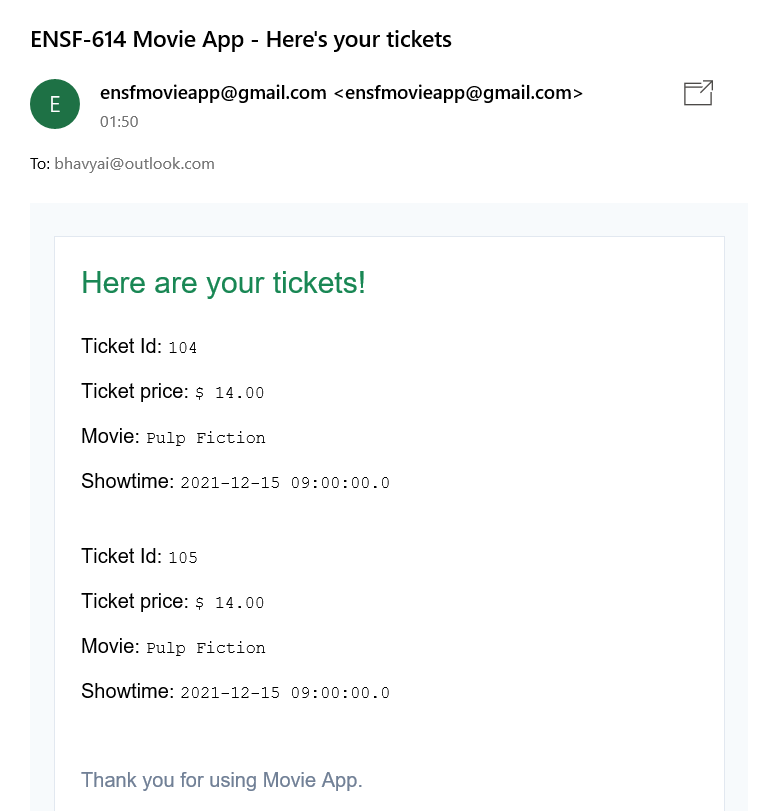 ENSF-614 Movie App - Here's your tickets
E
ensfmovieapp@gmail.com <ensfmovieapp@gmail.com>
01:50
To: bhavyai@outlook.com
Here are your tickets!
Ticket Id: 104
Ticket price: $ 14.00
Movie: Pulp Fiction
Showtime: 2021-12-15 09:00:00.0
Ticket Id: 105
Ticket price: $ 14.00
Movie: Pulp Fiction
Showtime: 2021-12-15 09:00:00.0
Thank you for using Movie App.